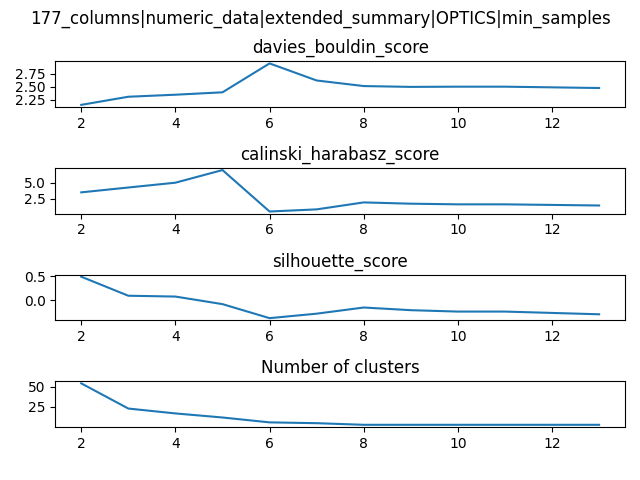 177_columns|numeric_data|extended_summary|OPTICS|min_samples
davies_bouldin_score
2.75
2.50
2.25
2 4 6 8 10 12
calinski_harabasz_score
5.0
2.5
2 4 6 8 10 12
silhouette_score
0.5
0.0
2 4 6 8 10 12
Number of clusters
50
25
2 4 6 8 10 12